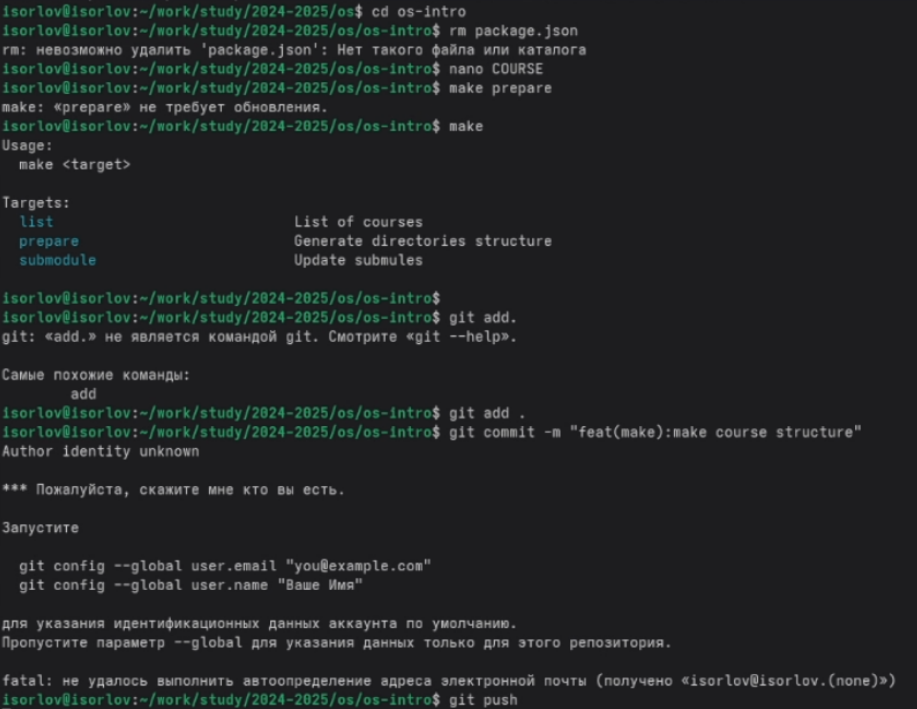 isorlov@isorlov:~/work/study/2024-2025/os$ cd os-intro
isorlov@isorlov:~/work/study/2024-2025/os/os-intro$ rm package.json
rm: невозможно удалить 'package.json': Нет такого файла или каталога
isorlov@isorlov:~/work/study/2024-2025/os/os-intro$ nano COURSE
isorlov@isorlov:~/work/study/2024-2025/os/os-intro$ make prepare
make: «prepare» не требует обновления.
isorlov@isorlov:~/work/study/2024-2025/os/os-intro$ make
Usage:
  make <target>
Targets:
  list                            List of courses
  prepare                         Generate directories structure
  submodule                       Update submules
isorlov@isorlov:~/work/study/2024-2025/os/os-intro$
isorlov@isorlov:~/work/study/2024-2025/os/os-intro$ git add.
git: «add.» не является командой git. Смотрите «git --help».
Самые похожие команды:
        add
isorlov@isorlov:~/work/study/2024-2025/os/os-intro$ git add .
isorlov@isorlov:~/work/study/2024-2025/os/os-intro$ git commit -m "feat(make):make course structure"
Author identity unknown
*** Пожалуйста, скажите мне кто вы есть.
Запустите
  git config --global user.email "you@example.com"
  git config --global user.name "Ваше Имя"
для указания идентификационных данных аккаунта по умолчанию.
Пропустите параметр --global для указания данных только для этого репозитория.
fatal: не удалось выполнить автоопределение адреса электронной почты (получено «isorlov@isorlov.(none)»)
isorlov@isorlov:~/work/study/2024-2025/os/os-intro$ git push